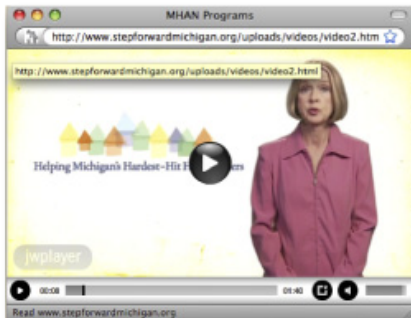 MHAN Programs
http://www.stepforwardmichigan.org/uploads/videos/video2.htm
http://www.stepforwardmichigan.org/uploads/videos/video2.html
Helping Michigan's Hardest-Hit H ers
jwplayer
00:08
01:40
Read www.stepforwardmichigan.org